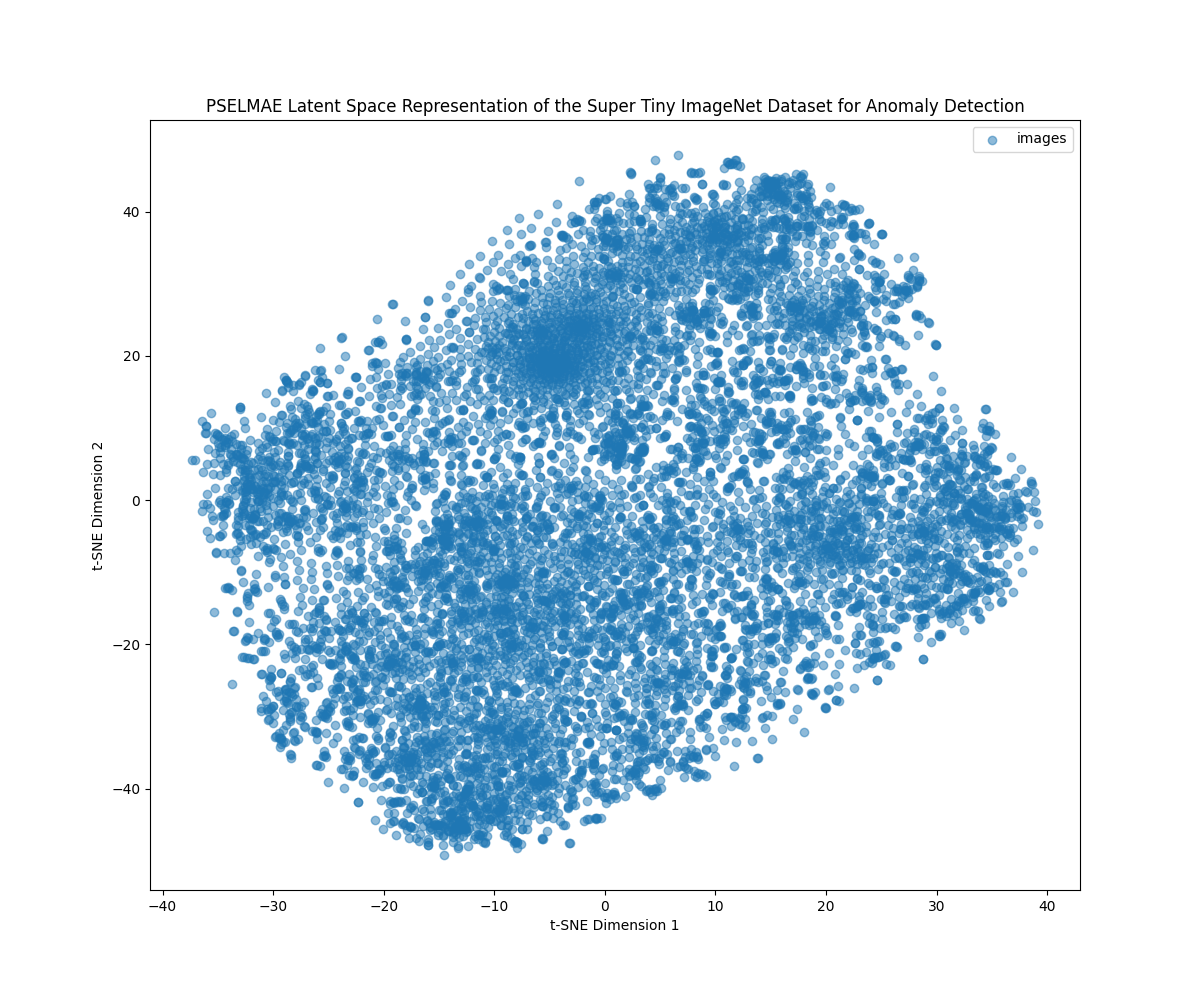 PSELMAE Latent Space Representation of the Super Tiny ImageNet Dataset for Anomaly Detection
images
40
20
0
−20
−40
t-SNE Dimension 2
−40 −30 −20 −10 0 10 20 30 40
t-SNE Dimension 1